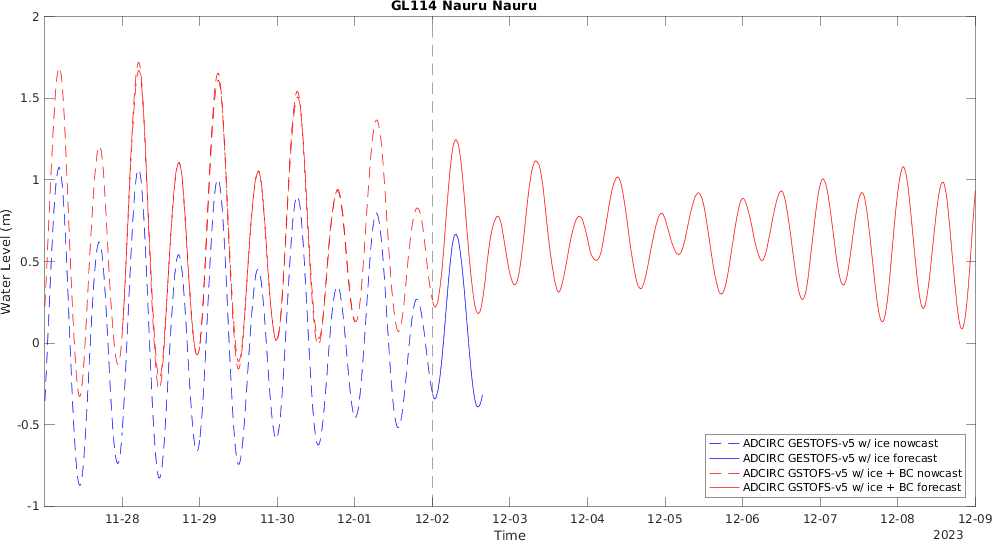 GL114 Nauru Nauru
2
1.5
1
0.5
0
-0.5
-1
Water Level (m)
11-28 11-29 11-30 12-01 12-02 12-03 12-04 12-05 12-06 12-07 12-08 12-09
Time
2023
ADCIRC GESTOFS-v5 w/ ice nowcast
ADCIRC GESTOFS-v5 w/ ice forecast
ADCIRC GSTOFS-v5 w/ ice + BC nowcast
ADCIRC GSTOFS-v5 w/ ice + BC forecast